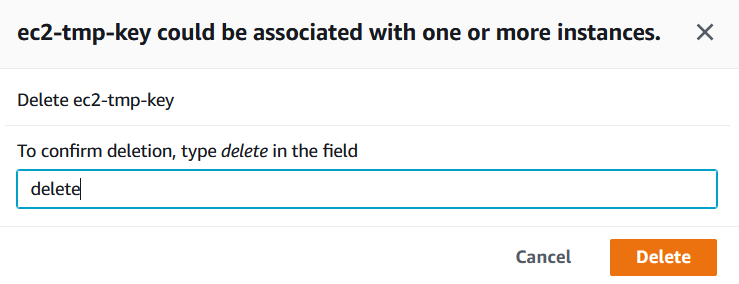 ec2-tmp-key could be associated with one or more instances.
Delete ec2-tmp-key
To confirm deletion, type delete in the field
delete
Cancel
Delete